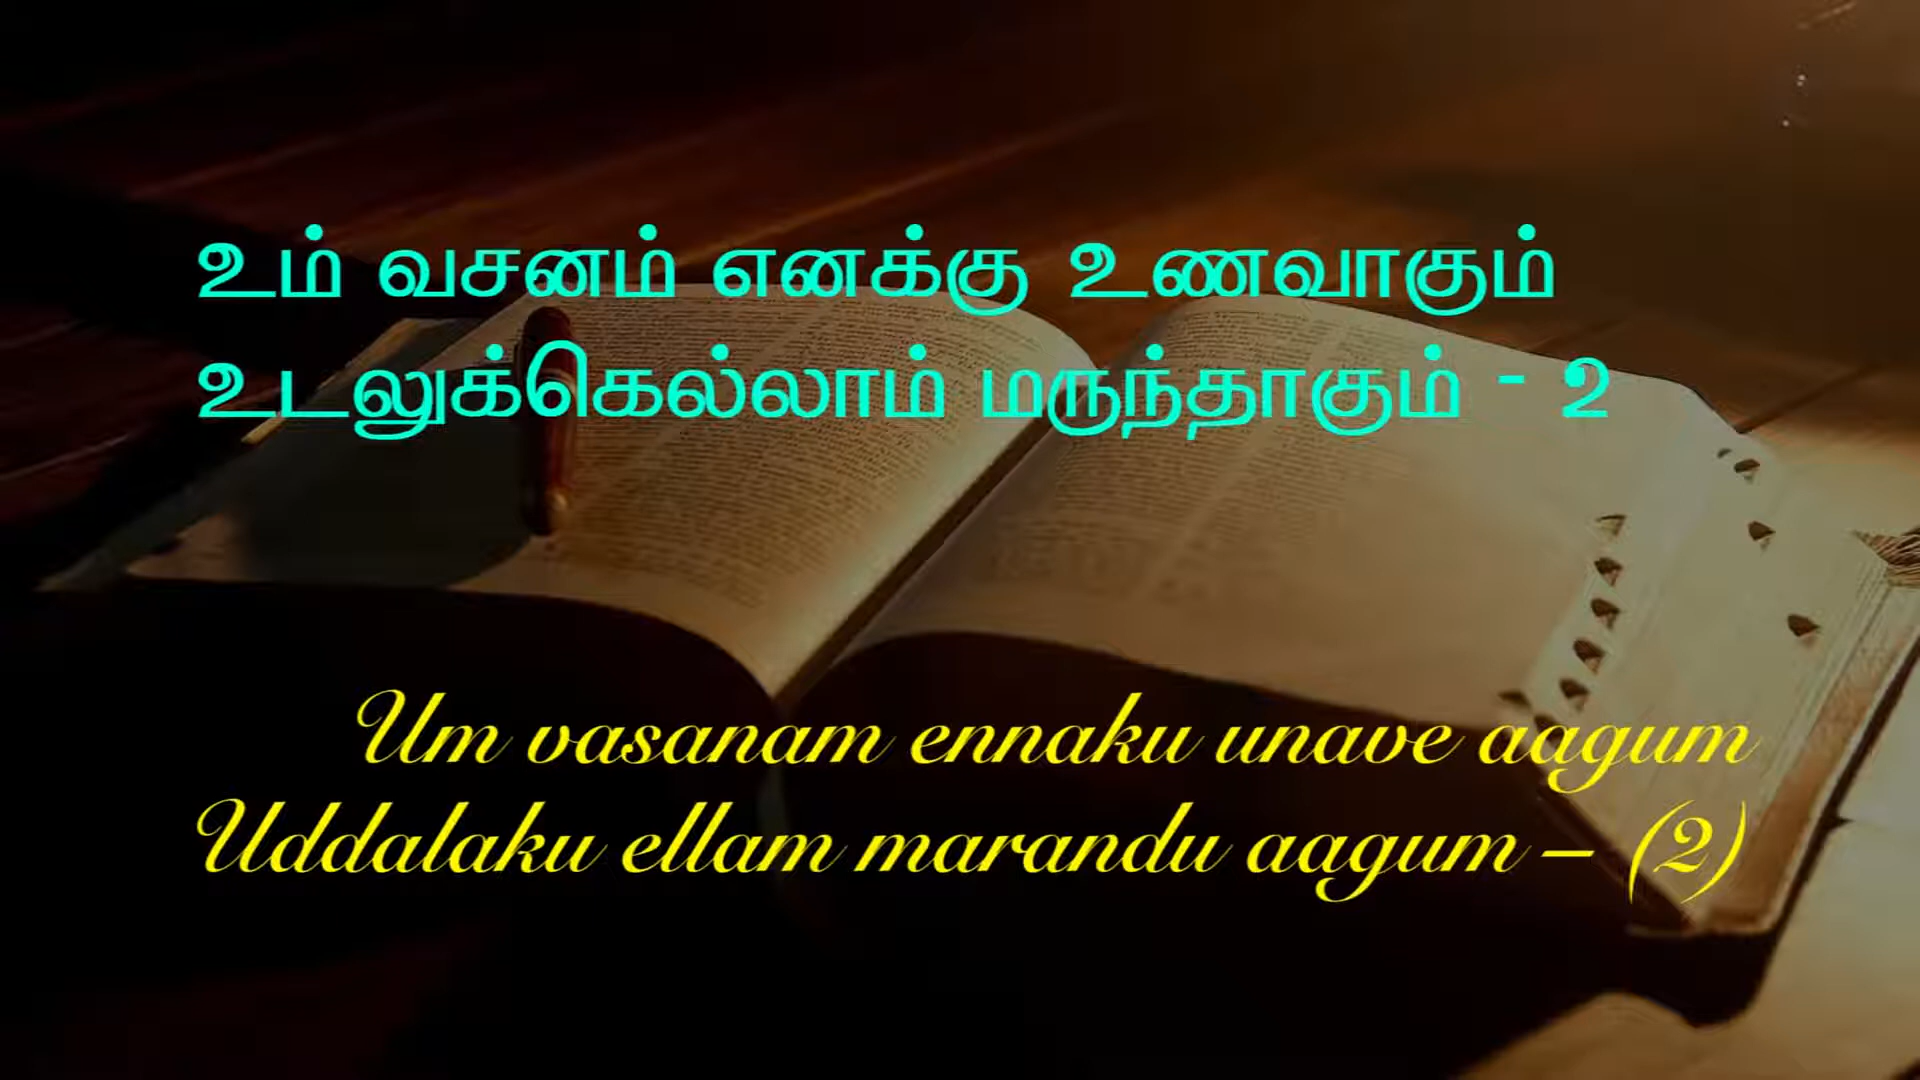 உம் வசனம் எனக்கு உணவாகும்
உடலுக்கெல்லாம் மருந்தாகும் - 2
Um vasanam ennaku unave aagum
Uddalaku ellam marandu aagum – (2)